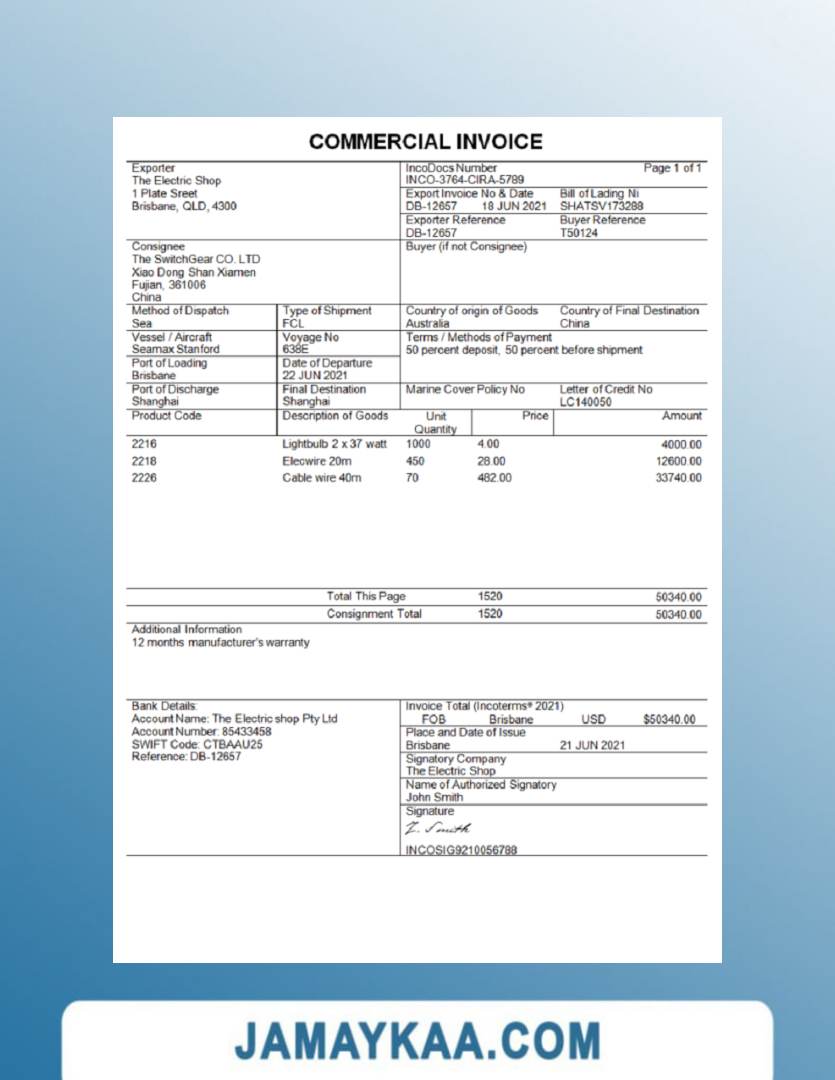 COMMERCIAL INVOICE
Exporter
The Electric Shop
1 Plate Sreet
Brisbane, QLD, 4300
IncoDocs Number Page 1 of 1
INCO-3764-CIRA-5789
Export Invoice No & Date Bill of Lading Ni
DB-12657 18 JUN 2021 SHATSV173288
Exporter Reference Buyer Reference
DB-12657 T50124
Consignee
The SwitchGear CO. LTD
Xiao Dong Shan Xiamen
Fujian, 361006
China
Buyer (if not Consignee)
Method of Dispatch Type of Shipment Country of origin of Goods Country of Final Destination
Sea FCL Australia China
Vessel / Aircraft Voyage No Terms / Methods of Payment
Seamax Stanford 638E 50 percent deposit, 50 percent before shipment
Port of Loading Date of Departure
Brisbane 22 JUN 2021
Port of Discharge Final Destination Marine Cover Policy No Letter of Credit No
Shanghai Shanghai LC140050
Product Code Description of Goods Unit Quantity Price Amount
2216 Lightbulb 2 x 37 watt 1000 4.00 4000.00
2218 Elecwire 20m 450 28.00 12600.00
2226 Cable wire 40m 70 482.00 33740.00
Total This Page 1520 50340.00
Consignment Total 1520 50340.00
Additional Information
12 months manufacturer's warranty
Bank Details:
Account Name: The Electric shop Pty Ltd
Account Number: 85433458
SWIFT Code: CTBAAU25
Reference: DB-12657
Invoice Total (Incoterms® 2021)
FOB Brisbane USD $50340.00
Place and Date of Issue
Brisbane 21 JUN 2021
Signatory Company
The Electric Shop
Name of Authorized Signatory
John Smith
Signature
Z. Smith
INCOSIG9210056788
JAMAYKAA.COM